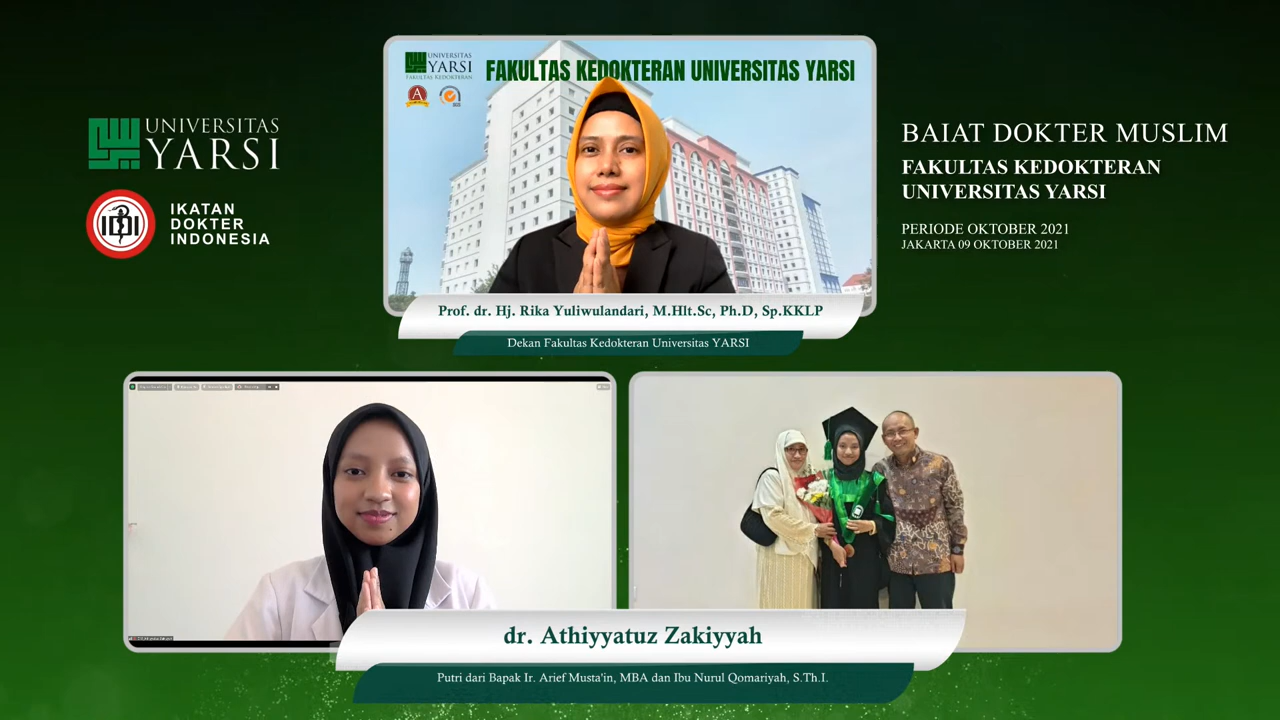 UNIVERSITAS
YARSI
FAKULTAS KEDOKTERAN
FAKULTAS KEDOKTERAN UNIVERSITAS YARSI
A
UNIVERSITAS
YARSI
IDI
IKATAN
DOKTER
INDONESIA
BAIAT DOKTER MUSLIM
FAKULTAS KEDOKTERAN
UNIVERSITAS YARSI
PERIODE OKTOBER 2021
JAKARTA 09 OKTOBER 2021
Prof. dr. Hj. Rika Yuliwulandari, M.Hlt.Sc, Ph.D, Sp.KKLP
Dekan Fakultas Kedokteran Universitas YARSI
dr. Athiyyatuz Zakiyyah
Putri dari Bapak Ir. Arief Musta'in, MBA dan Ibu Nurul Qomariyah, S.Th.I.